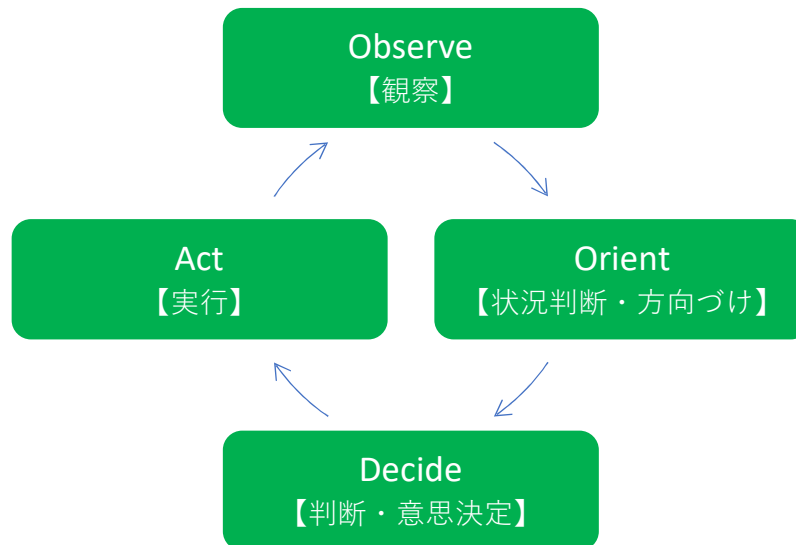 Observe
【観察】
Act
【実行】
Orient
【状況判断・方向づけ】
Decide
【判断・意思決定】